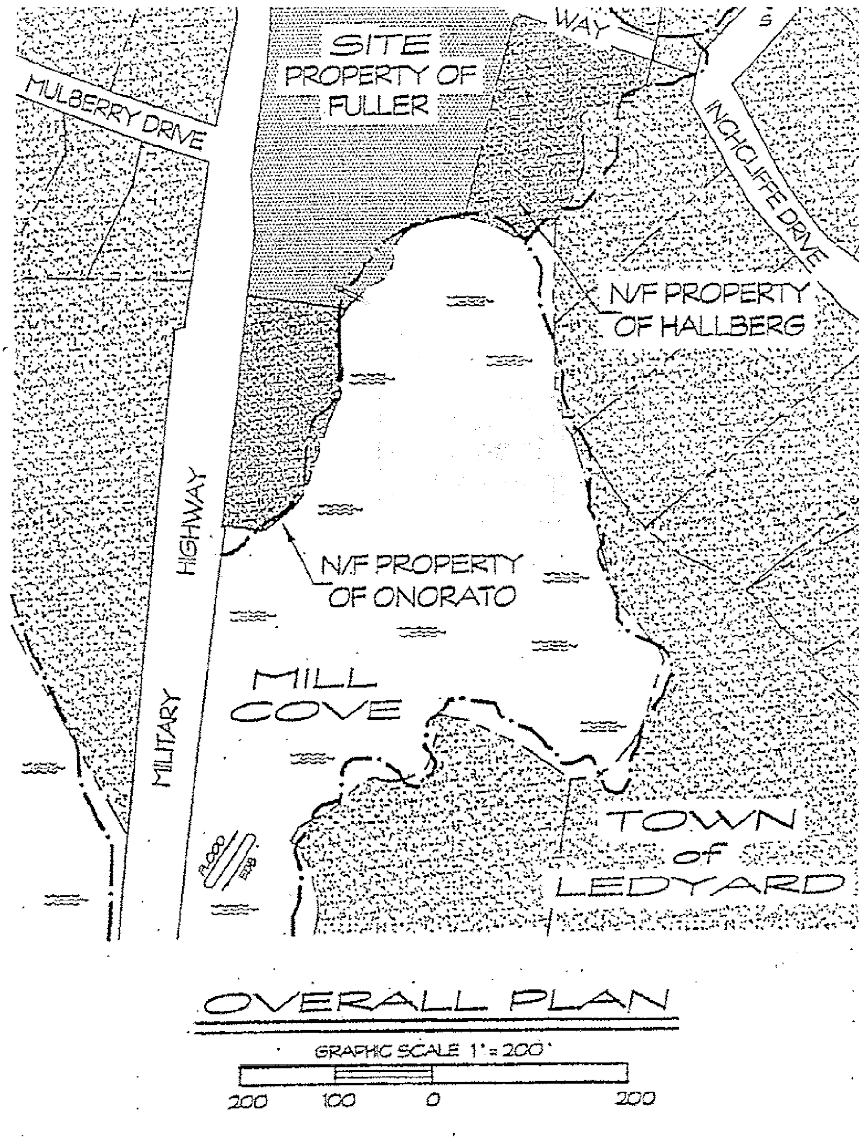 SITE
PROPERTY OF
FULLER
WAY
S
MULBERRY DRIVE
INCHCLIFFE DRIVE
N/F PROPERTY
OF HALLBERG
HIGHWAY
N/F PROPERTY
OF ONORATO
MILL
COVE
MILITARY
FLOOD
EBB
TOWN
of
LEDYARD
OVERALL PLAN
GRAPHIC SCALE 1"=200'
200 100 0 200